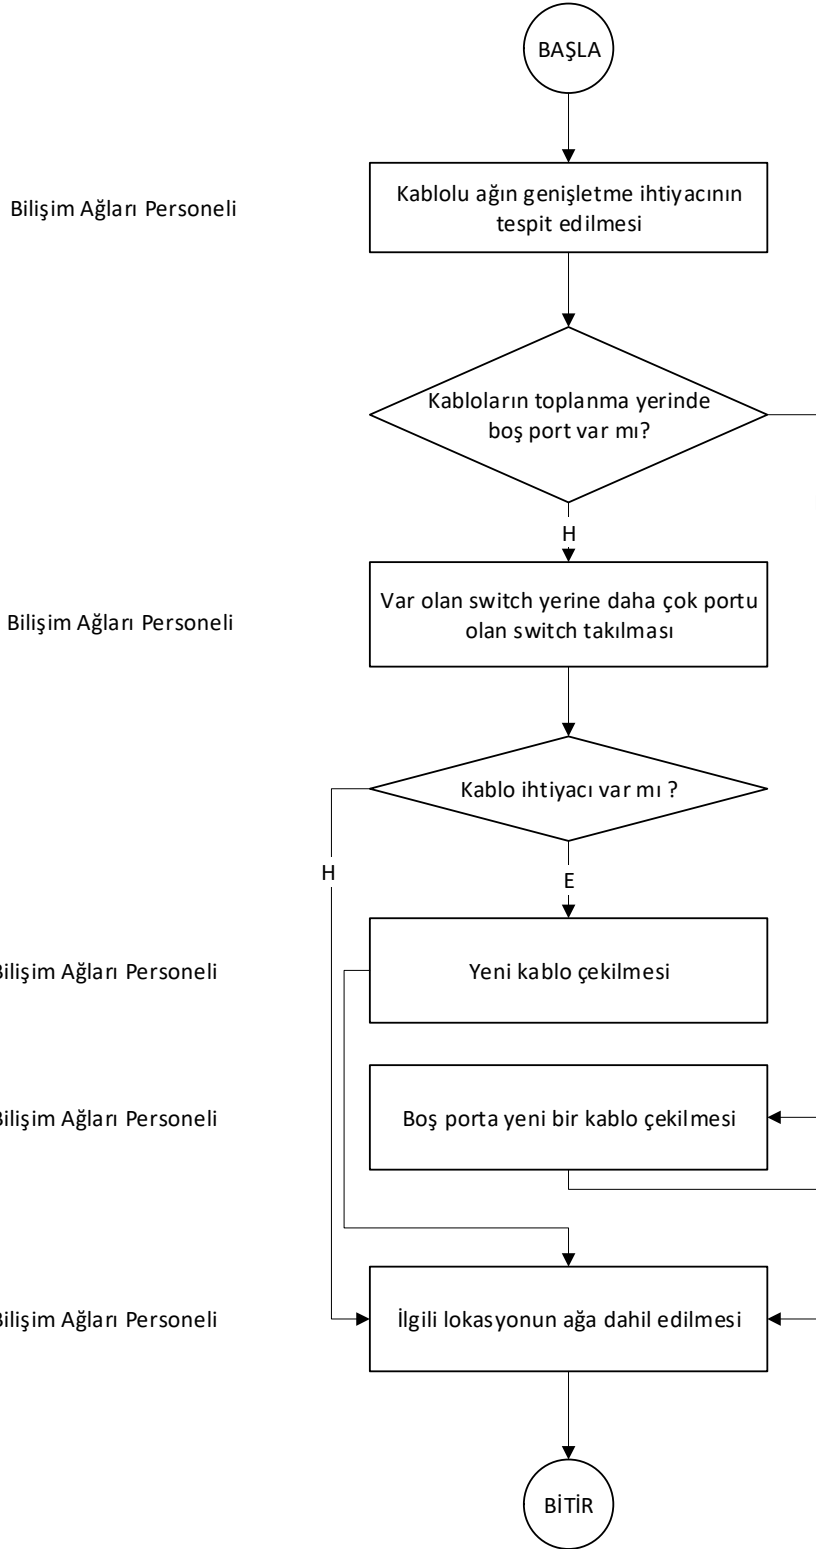 BAŞLA
Bilişim Ağları Personeli
Kablolu ağın genişletme ihtiyacının
tespit edilmesi
Kabloların toplanma yerinde
boş port var mı?
H
Bilişim Ağları Personeli
Var olan switch yerine daha çok portu
olan switch takılması
Kablo ihtiyacı var mı ?
H
E
Bilişim Ağları Personeli
Yeni kablo çekilmesi
Bilişim Ağları Personeli
Boş porta yeni bir kablo çekilmesi
Bilişim Ağları Personeli
İlgili lokasyonun ağa dahil edilmesi
BİTİR